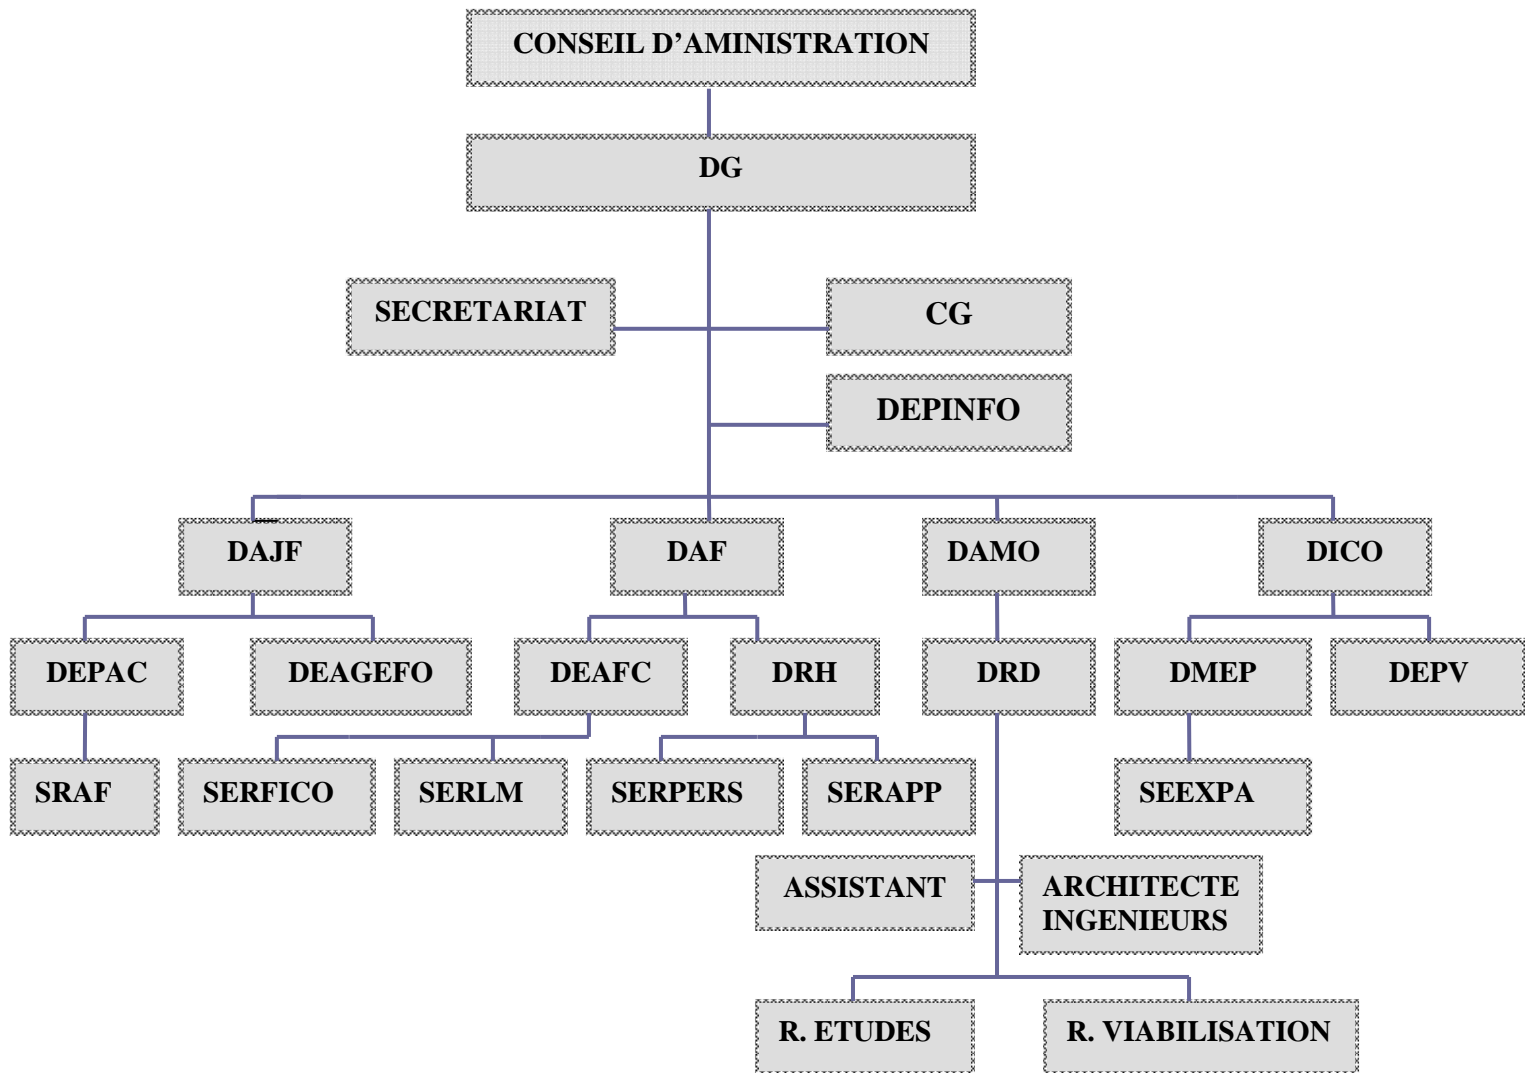 CONSEIL D’AMINISTRATION
DG
SECRETARIAT
CG
DEPINFO
DAJF
DAF
DAMO
DICO
DEPAC
DEAGEFO
DEAFC
DRH
DRD
DMEP
DEPV
SRAF
SERFICO
SERLM
SERPERS
SERAPP
SEEXPA
ASSISTANT
ARCHITECTE
INGENIEURS
R. ETUDES
R. VIABILISATION